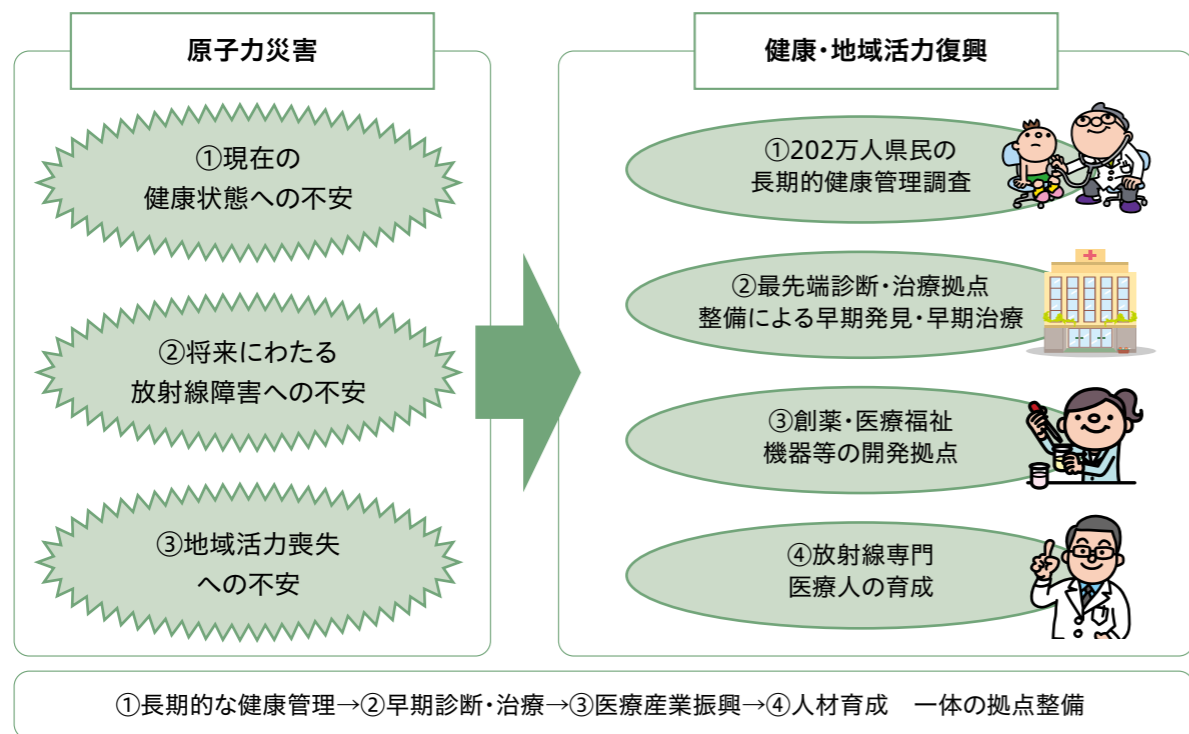 原子力災害
①現在の
健康状態への不安
②将来にわたる
放射線障害への不安
③地域活力喪失
への不安
健康・地域活力復興
①202万人県民の
長期的健康管理調査
②最先端診断・治療拠点
整備による早期発見・早期治療
③創薬・医療福祉
機器等の開発拠点
④放射線専門
医療人の育成
①長期的な健康管理→②早期診断・治療→③医療産業振興→④人材育成　一体の拠点整備